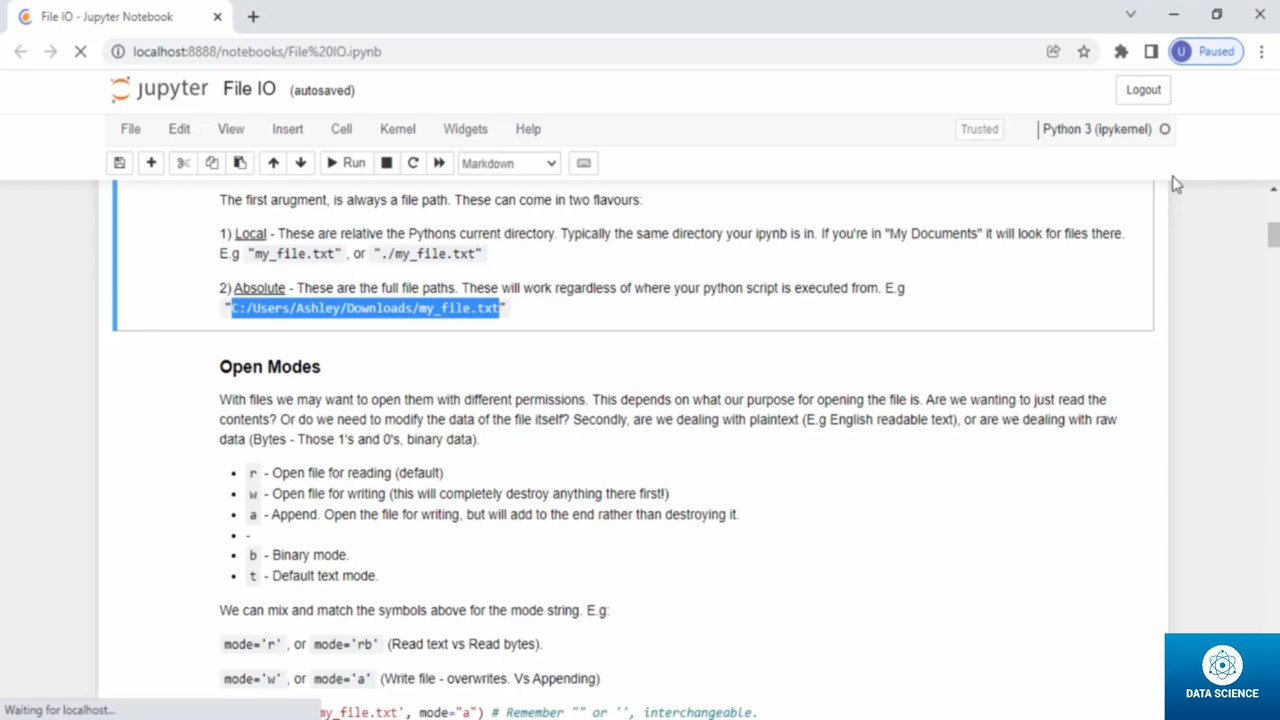 File IO - Jupyter Notebook
localhost:8888/notebooks/File%20IO.ipynb
U Paused
jupyter File IO (autosaved)
Logout
File Edit View Insert Cell Kernel Widgets Help
Trusted Python 3 (ipykernel)
Run Markdown
The first arugment, is always a file path. These can come in two flavours:
1) Local - These are relative the Pythons current directory. Typically the same directory your ipynb is in. If you're in "My Documents" it will look for files there.
E.g "my_file.txt" , or "./my_file.txt"
2) Absolute - These are the full file paths. These will work regardless of where your python script is executed from. E.g
"C:/Users/Ashley/Downloads/my_file.txt"
Open Modes
With files we may want to open them with different permissions. This depends on what our purpose for opening the file is. Are we wanting to just read the
contents? Or do we need to modify the data of the file itself? Secondly, are we dealing with plaintext (E.g English readable text), or are we dealing with raw
data (Bytes - Those 1's and 0's, binary data).
• r - Open file for reading (default)
• w - Open file for writing (this will completely destroy anything there first!)
• a - Append. Open the file for writing, but will add to the end rather than destroying it.
• -
• b - Binary mode.
• t - Default text mode.
We can mix and match the symbols above for the mode string. E.g:
mode='r' , or mode='rb' (Read text vs Read bytes).
mode='w' , or mode='a' (Write file - overwrites. Vs Appending)
my_file.txt', mode="a") # Remember "" or '', interchangeable.
Waiting for localhost...
DATA SCIENCE